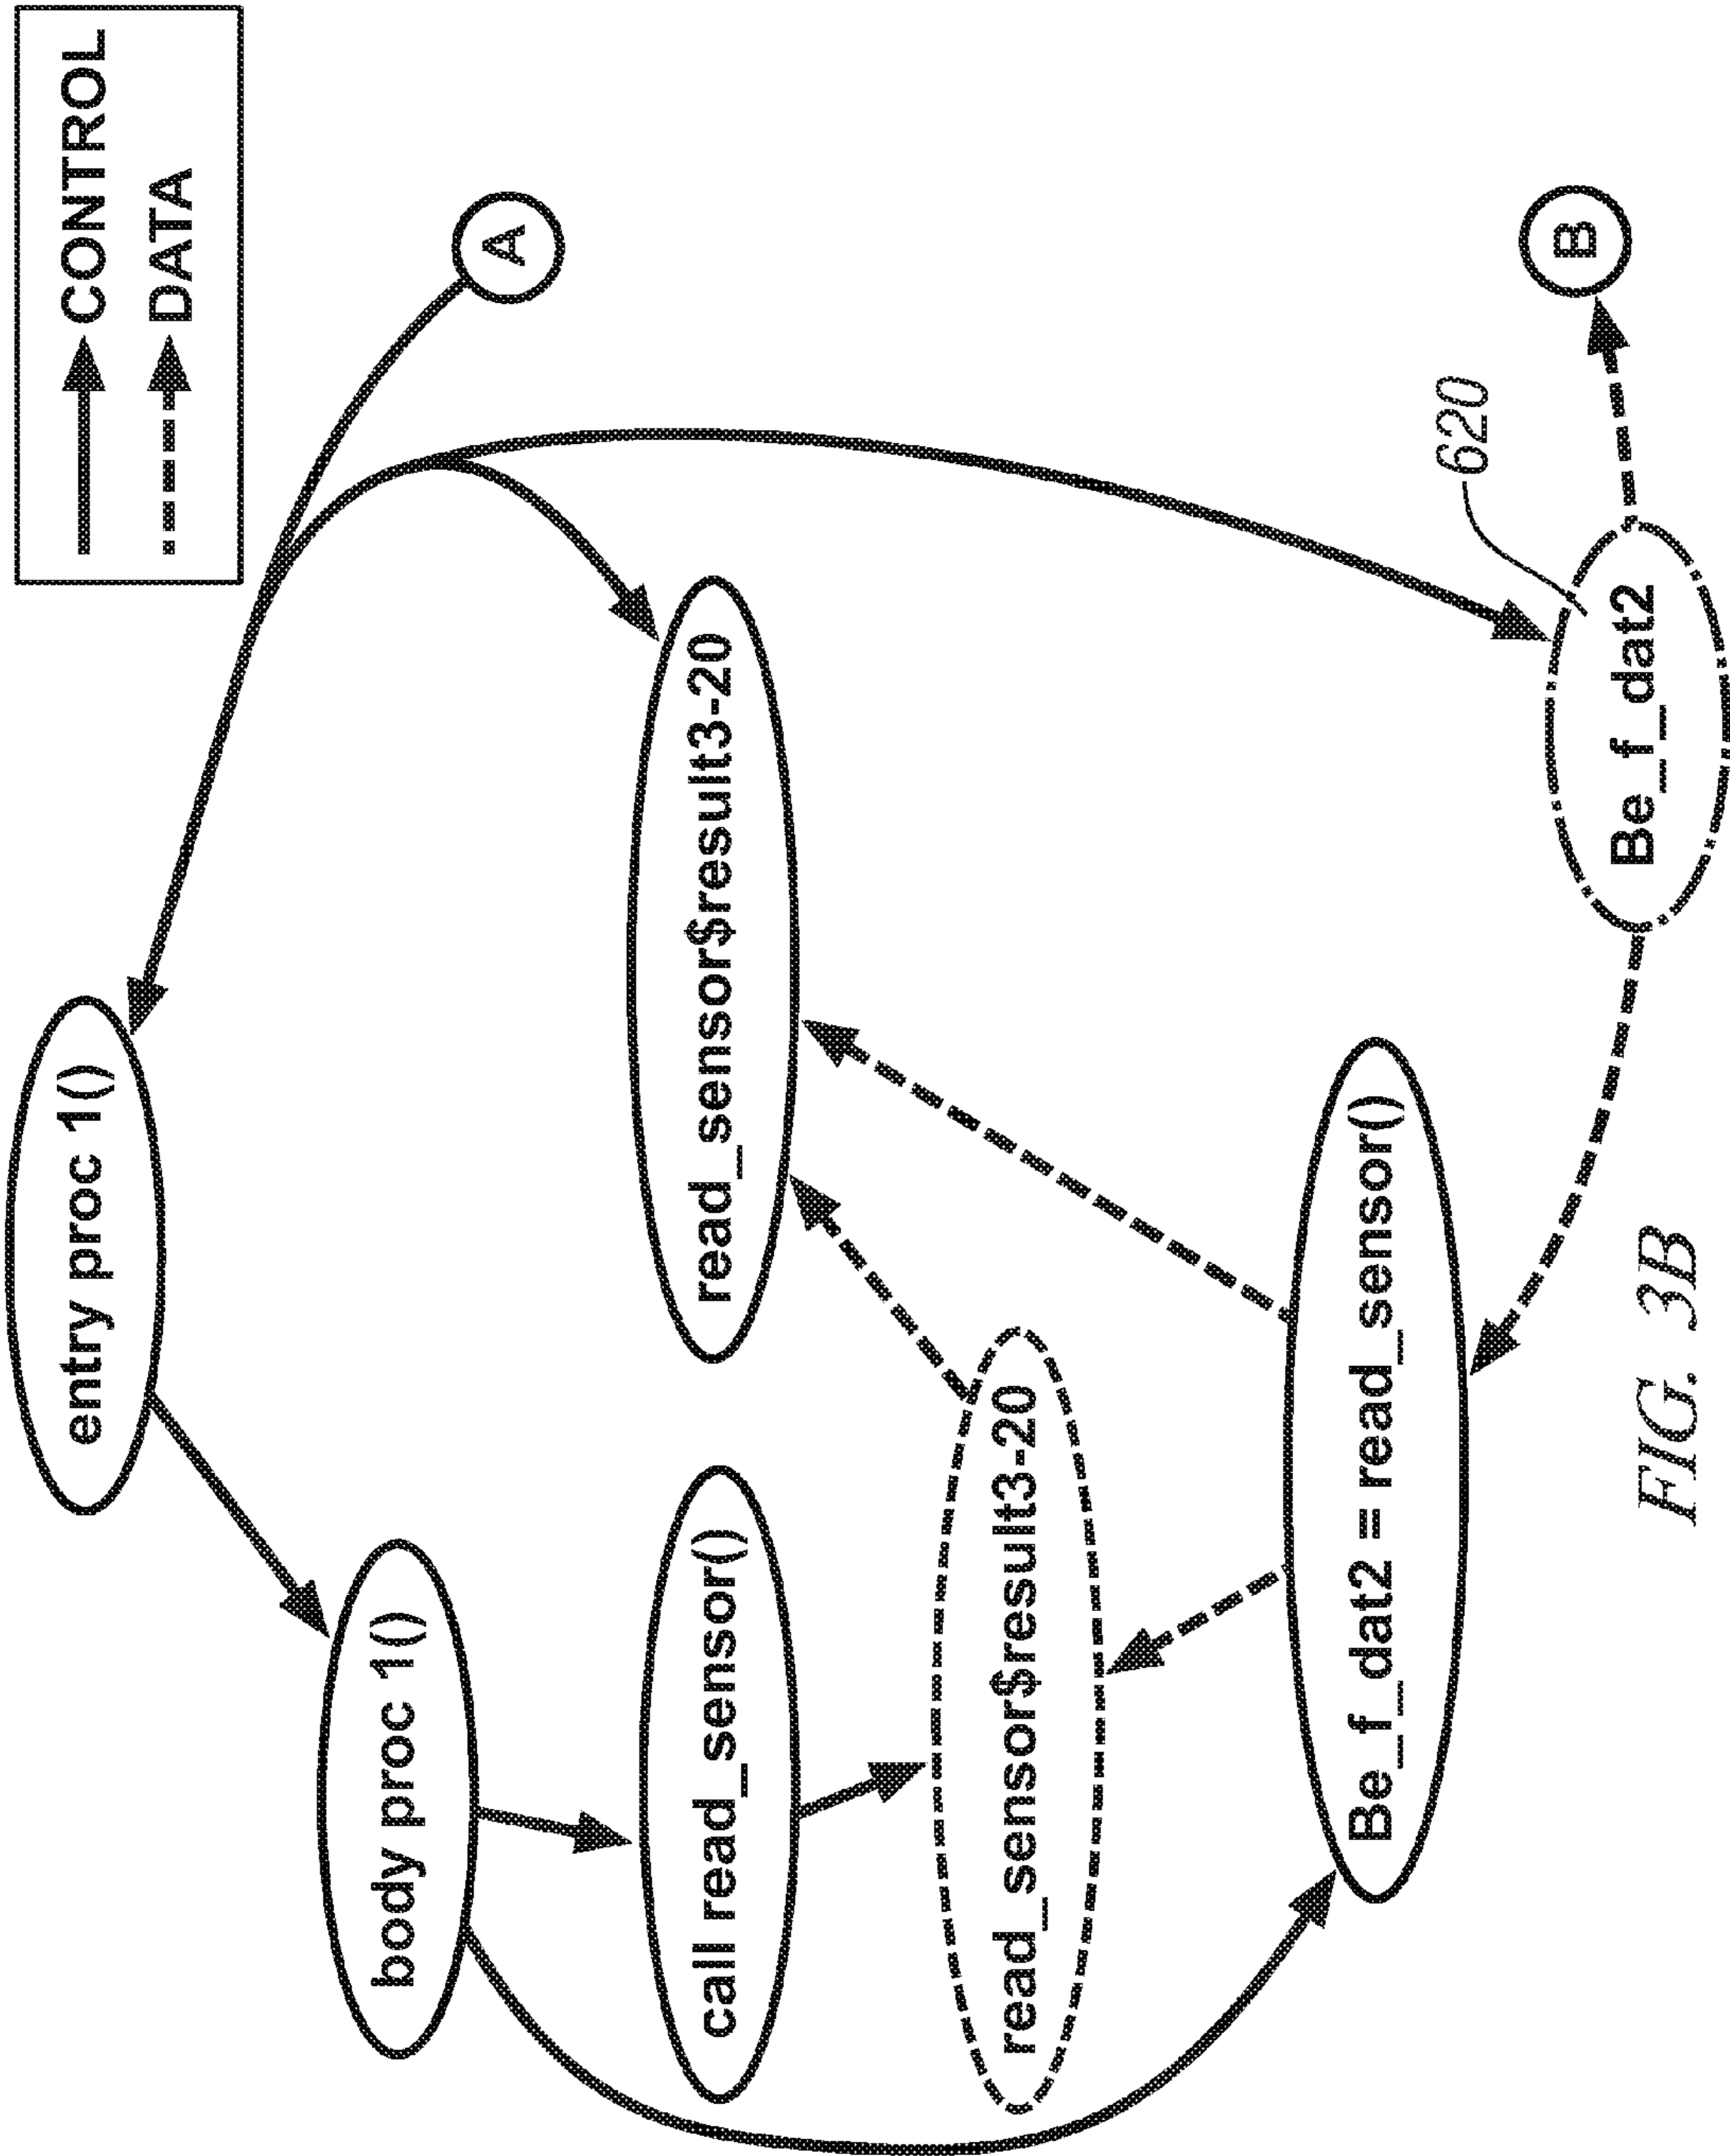 CONTROL
DATA
A
entry proc 1()
body proc 1()
read_sensor$result3-20
call read_sensor()
read_sensor$result3-20
620
B
Be_f_dat2
Be_f_dat2 = read_sensor()
FIG. 3B